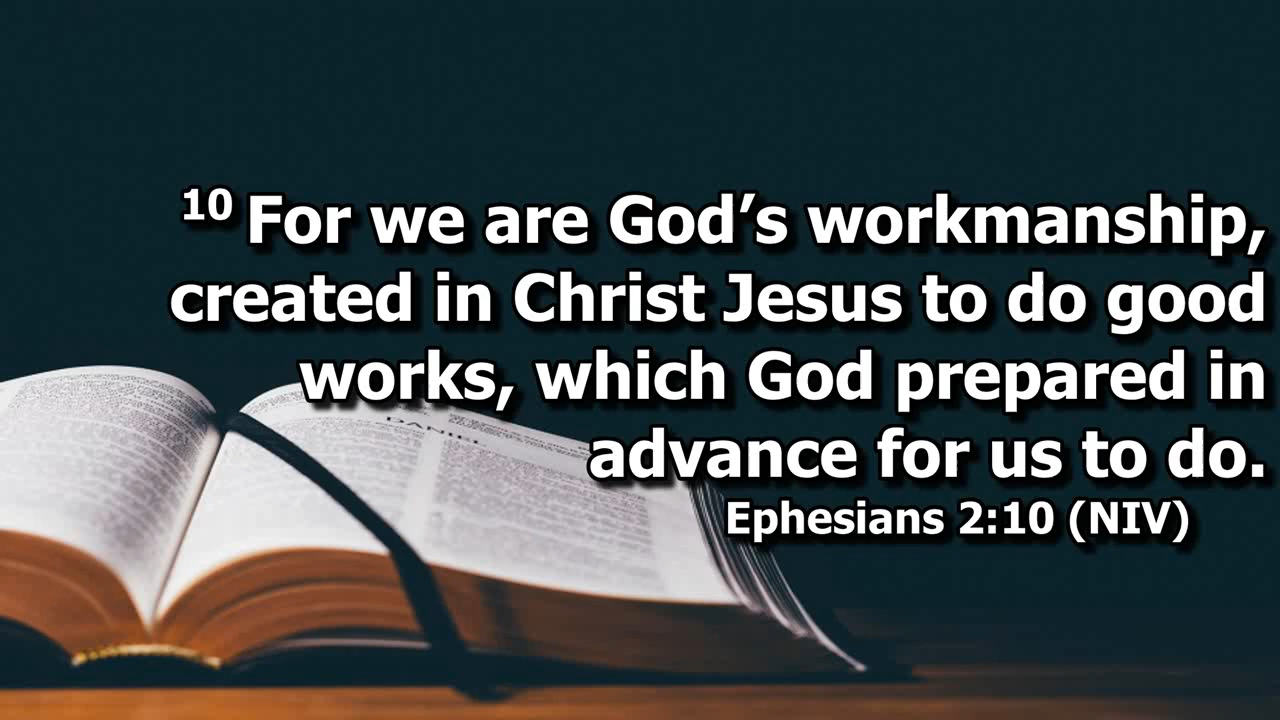 10 For we are God’s workmanship,
created in Christ Jesus to do good
works, which God prepared in
advance for us to do.
Ephesians 2:10 (NIV)
DANIEL